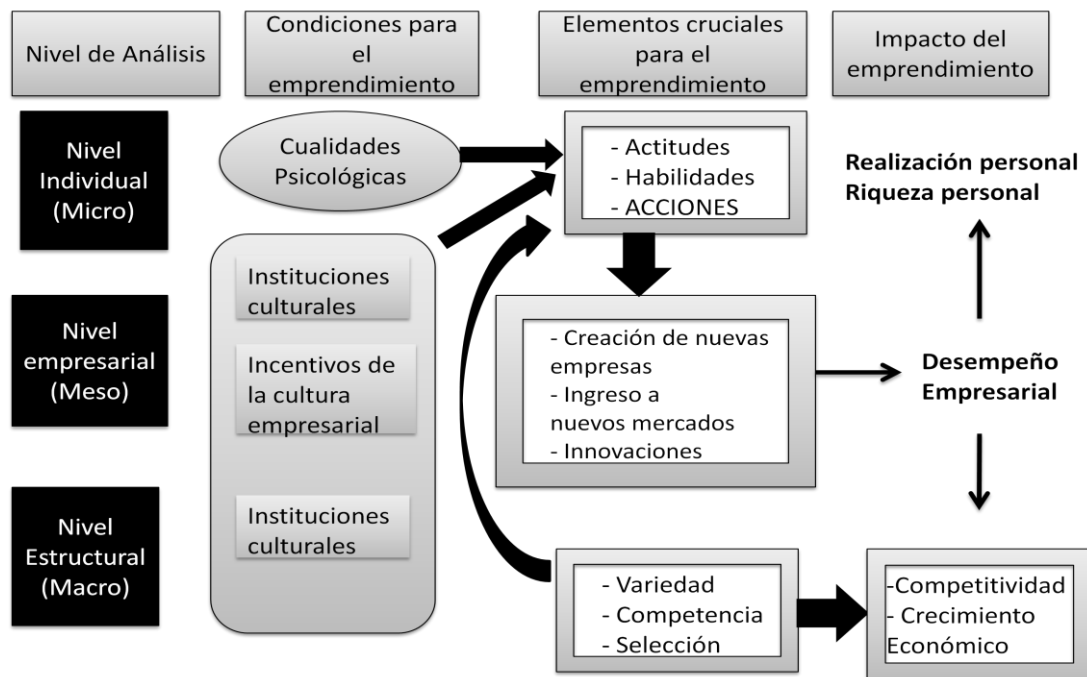 Nivel de Análisis
Condiciones para
el
emprendimiento
Elementos cruciales
para el
emprendimiento
Impacto del
emprendimiento
Nivel
Individual
(Micro)
Cualidades
Psicológicas
- Actitudes
- Habilidades
- ACCIONES
Realización personal
Riqueza personal
Instituciones
culturales
Nivel
empresarial
(Meso)
Incentivos de
la cultura
empresarial
- Creación de nuevas
empresas
- Ingreso a
nuevos mercados
- Innovaciones
Desempeño
Empresarial
Nivel
Estructural
(Macro)
Instituciones
culturales
- Variedad
- Competencia
- Selección
-Competitividad
- Crecimiento
Económico